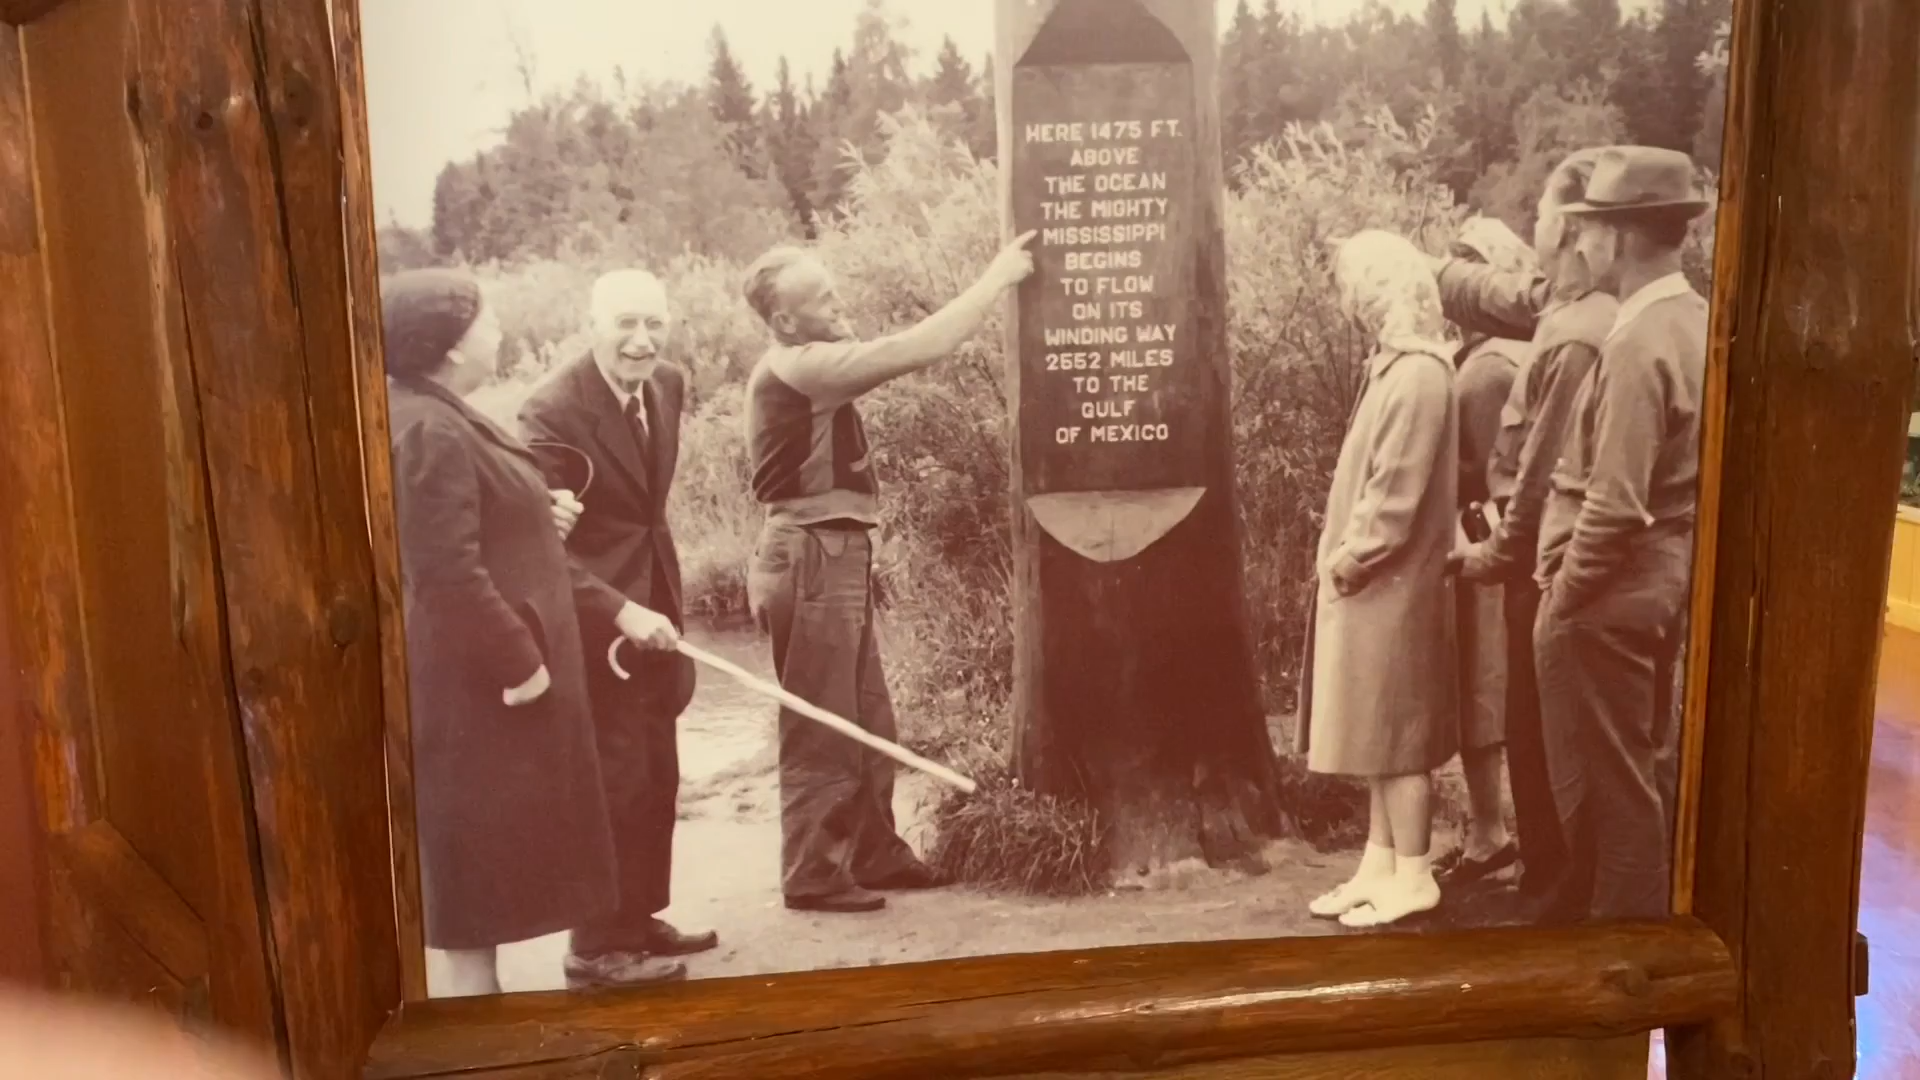 HERE 1475 FT.
ABOVE
THE OCEAN
THE MIGHTY
MISSISSIPPI
BEGINS
TO FLOW
ON ITS
WINDING WAY
2552 MILES
TO THE
GULF
OF MEXICO